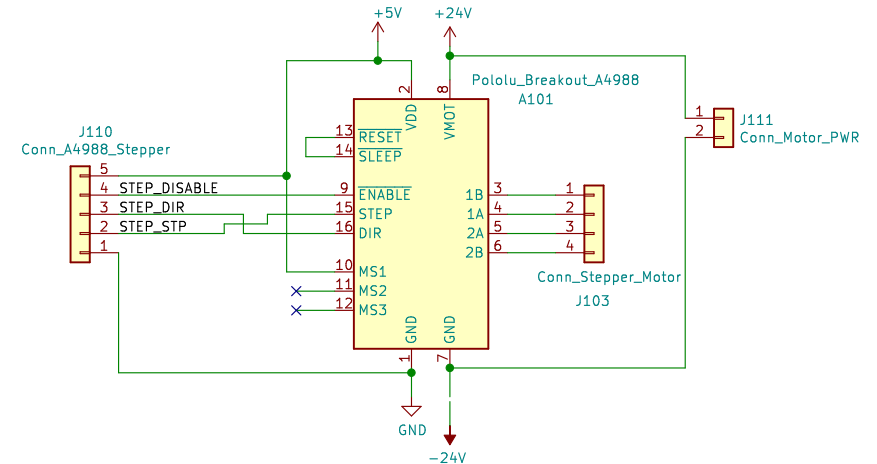 +5V
+24V
Pololu_Breakout_A4988
A101
2
8
VDD
VMOT
J110
Conn_A4988_Stepper
5
4
3
2
1
STEP_DISABLE
STEP_DIR
STEP_STP
13
RESET
14
SLEEP
9
ENABLE
15
STEP
16
DIR
10
MS1
11
MS2
12
MS3
1B
3
1
1A
4
2
2A
5
3
2B
6
4
Conn_Stepper_Motor
J103
1
2
J111
Conn_Motor_PWR
GND
GND
1
7
GND
-24V